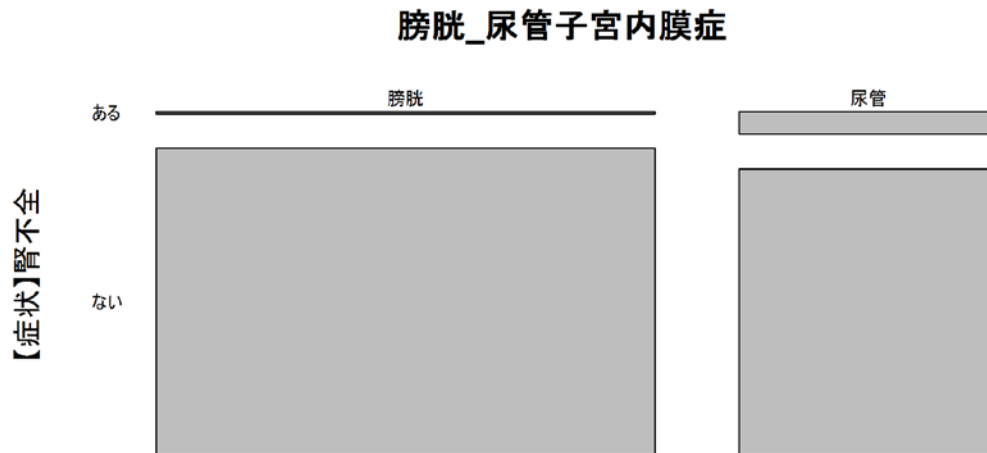 膀胱_尿管子宮内膜症
膀胱
尿管
ある
【症状】腎不全
ない